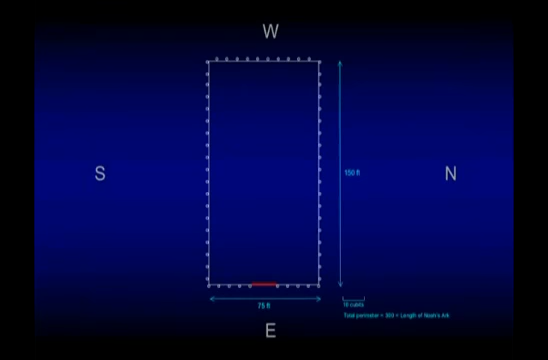 W
S
N
150 ft
75 ft
10 cubits
Total perimeter = 300 = Length of Noah's Ark
E